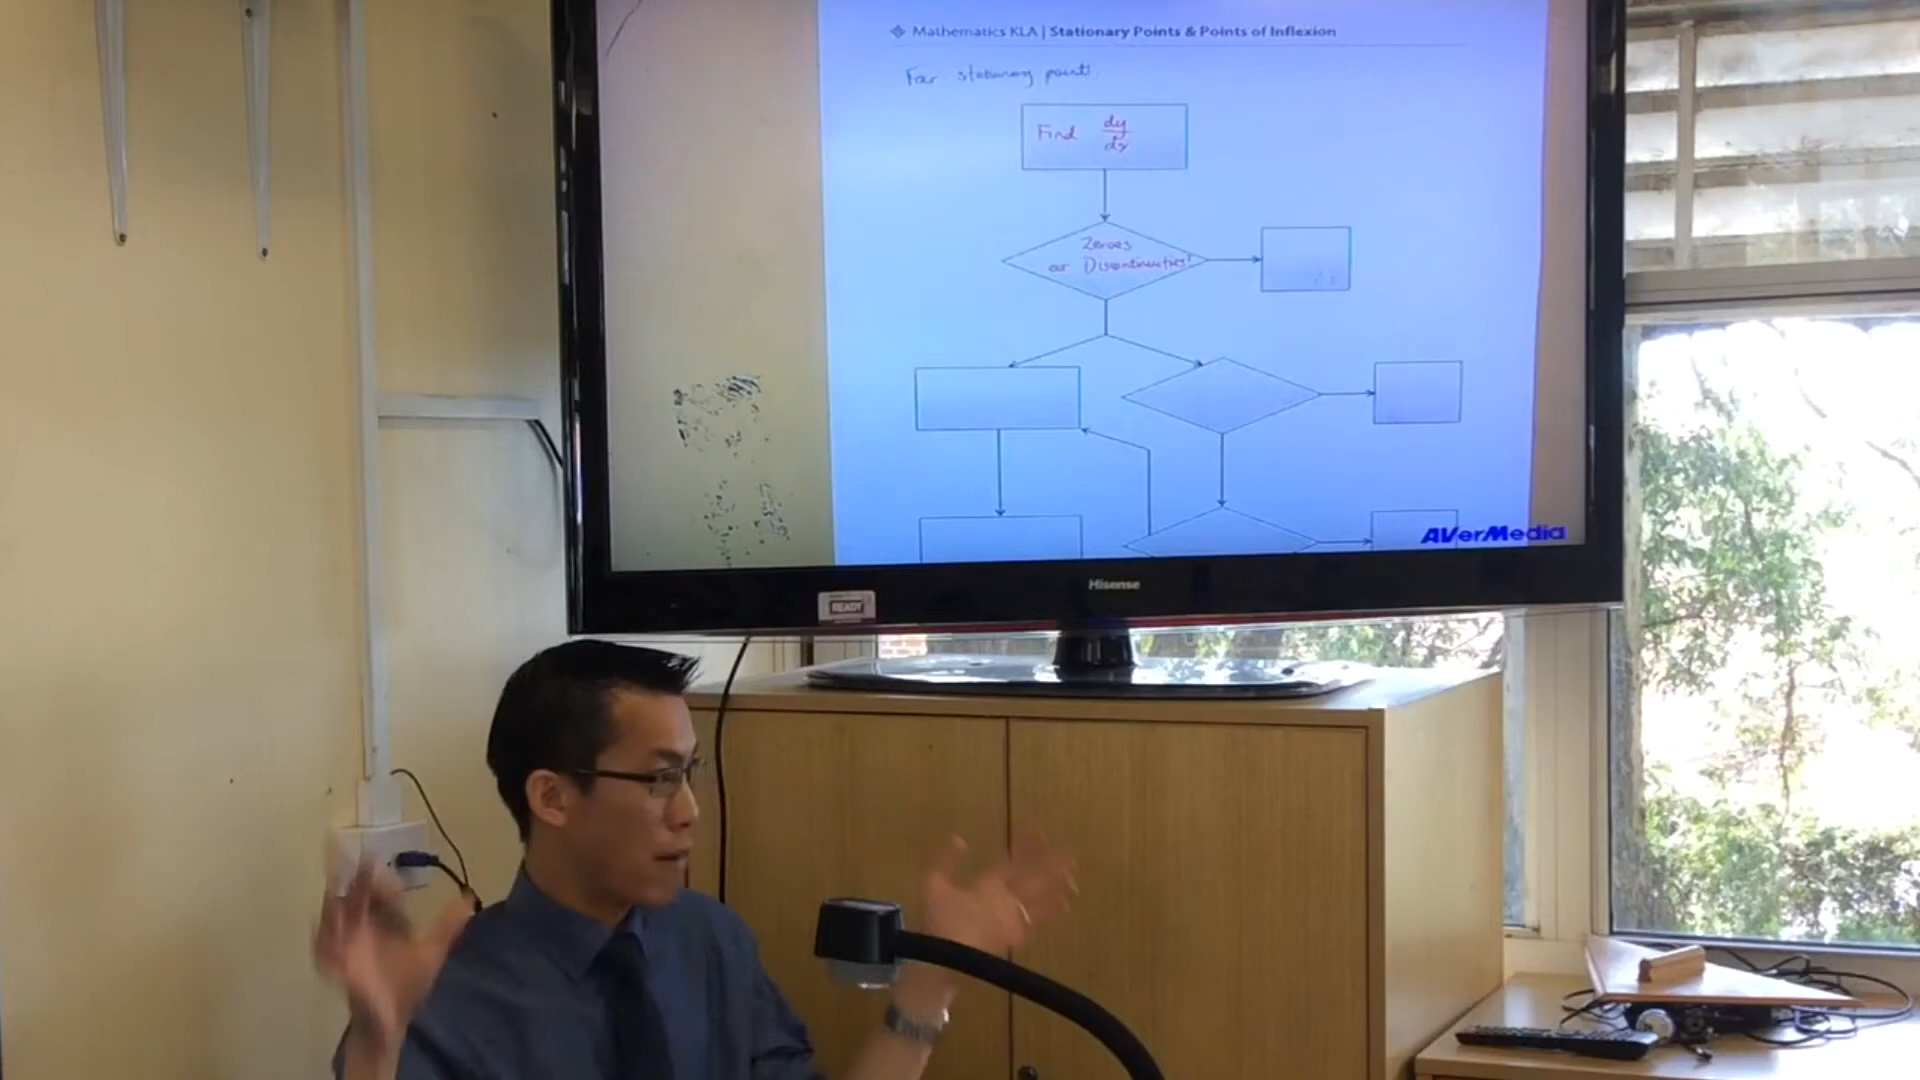 Mathematics KLA | Stationary Points & Points of Inflexion
For stationary points:
Find dy/dx
Zeroes
or Discontinuities?
AVerMedia
Hisense
READY